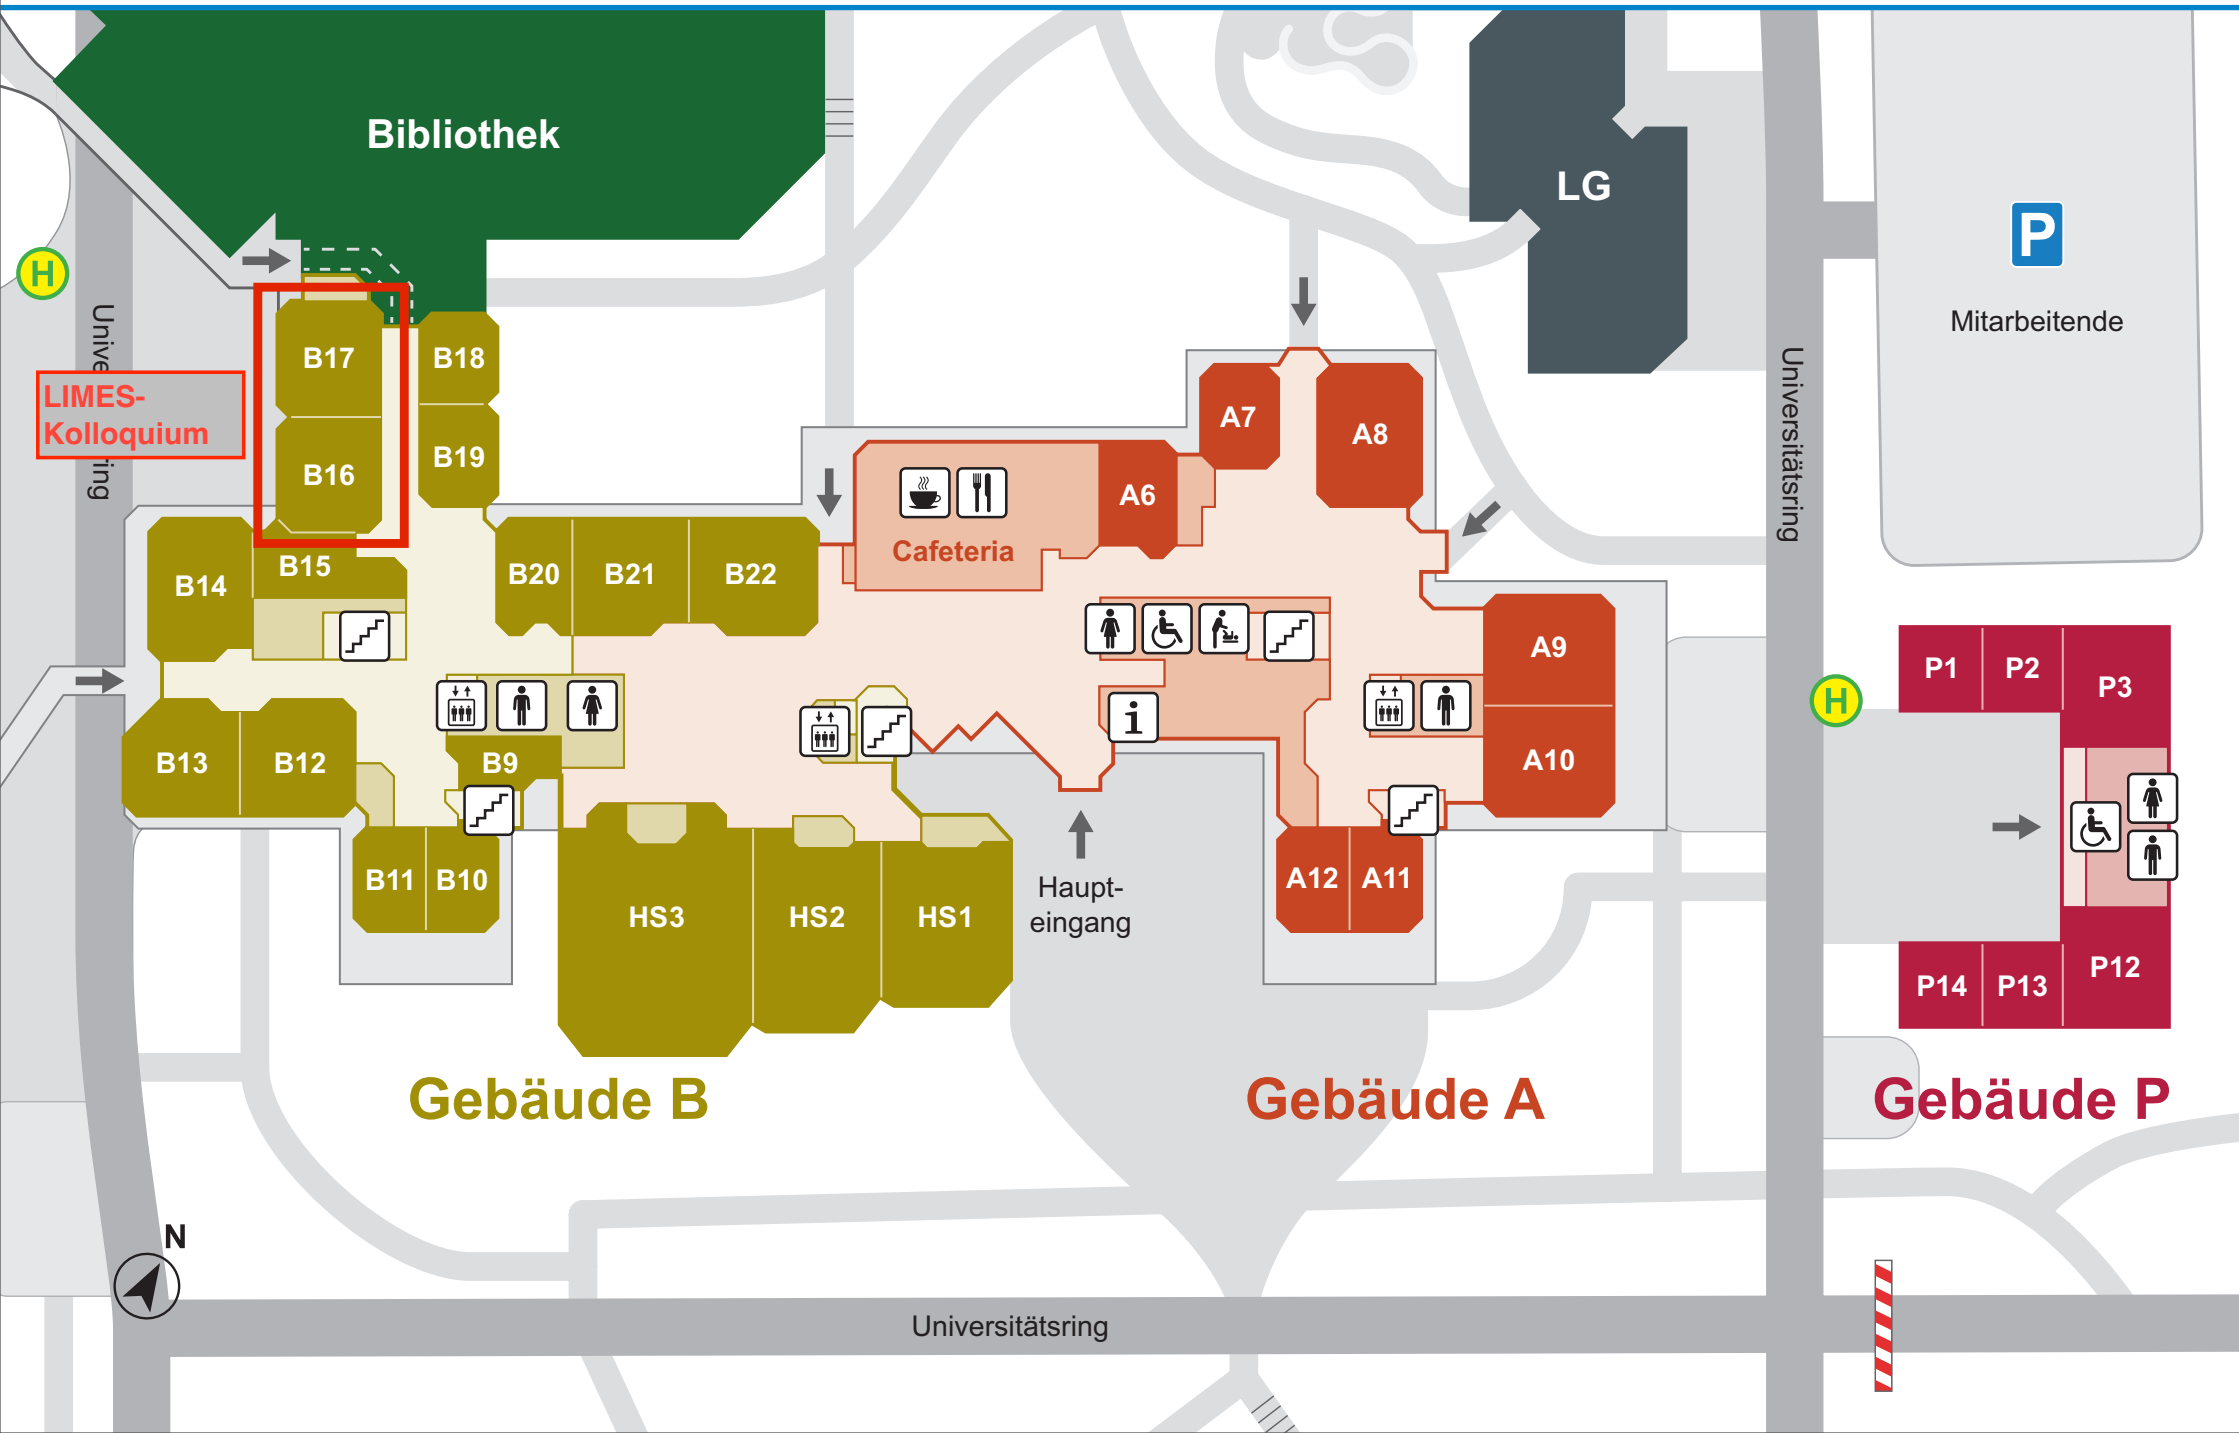 Bibliothek
LG
P
Mitarbeitende
H
Unive
ring
LIMES-
Kolloquium
B17
B18
B16
B19
A7
A8
A6
Cafeteria
Universitätsring
B15
B14
B20
B21
B22
A9
A10
i
H
P1
P2
P3
B13
B12
B9
B11
B10
HS3
HS2
HS1
Haupt-
eingang
A12
A11
P14
P13
P12
Gebäude B
Gebäude A
Gebäude P
N
Universitätsring